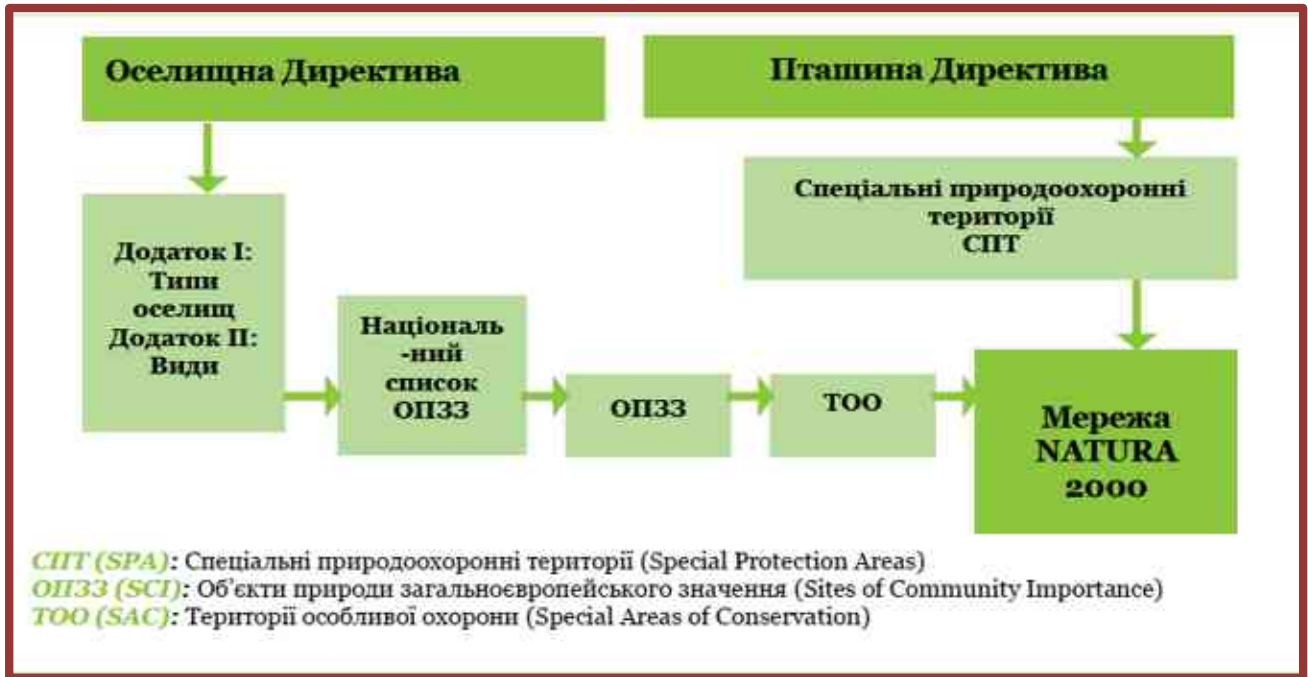 Оселищна Директива
Пташина Директива
Спеціальні природоохоронні
території
СПТ
Додаток I:
Типи
оселищ
Додаток II:
Види
Національ
-ний
список
ОПЗЗ
ОПЗЗ
ТОО
Мережа
NATURA
2000
СПТ (SPA): Спеціальні природоохоронні території (Special Protection Areas)
ОПЗЗ (SCI): Об’єкти природи загальноєвропейського значення (Sites of Community Importance)
ТОО (SAC): Території особливої охорони (Special Areas of Conservation)